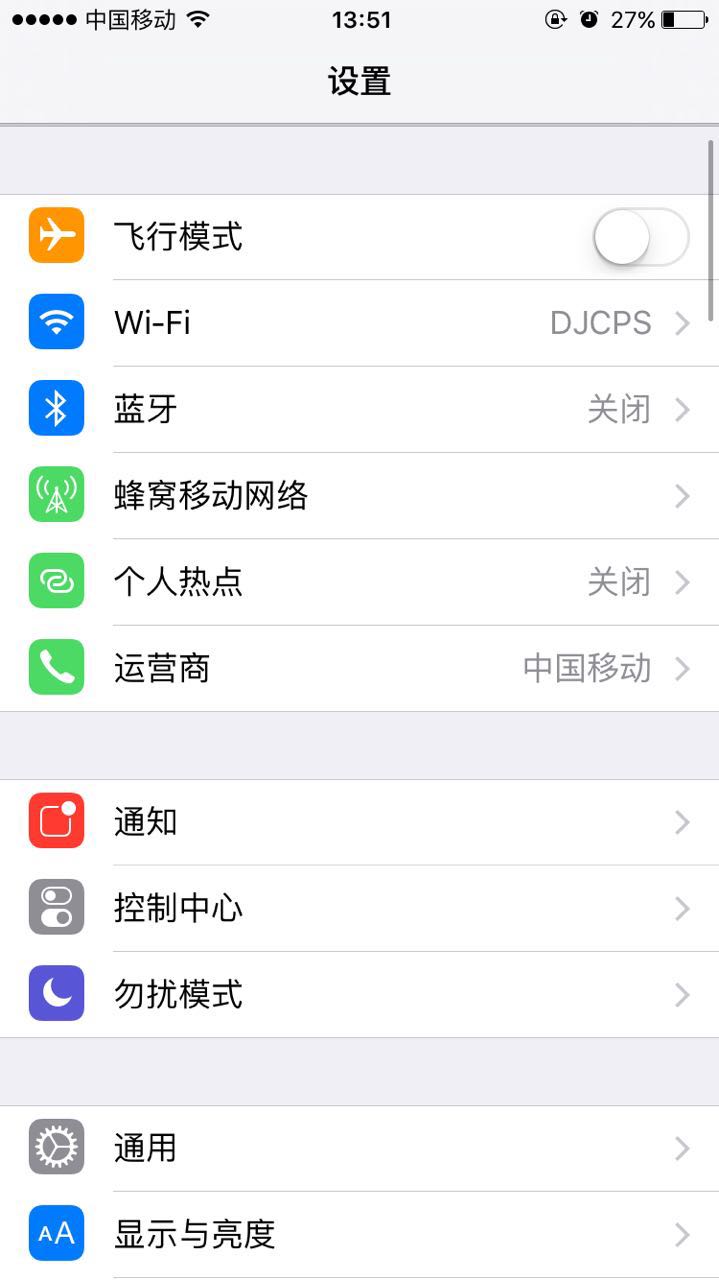 中国移动 13:51 27%
设置
飞行模式
Wi-Fi DJCPS
蓝牙 关闭
蜂窝移动网络
个人热点 关闭
运营商 中国移动
通知
控制中心
勿扰模式
通用
AA 显示与亮度